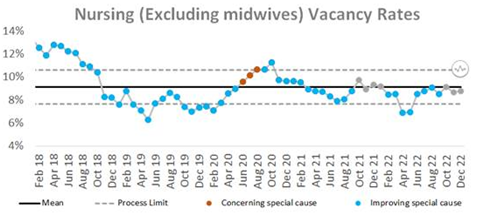 Nursing (Excluding midwives) Vacancy Rates
14%
12%
10%
8%
6%
4%
Feb 18
Apr 18
Jun 18
Aug 18
Oct 18
Dec 18
Feb 19
Apr 19
Jun 19
Aug 19
Oct 19
Dec 19
Feb 20
Apr 20
Jun 20
Aug 20
Oct 20
Dec 20
Feb 21
Apr 21
Jun 21
Aug 21
Oct 21
Dec 21
Feb 22
Apr 22
Jun 22
Aug 22
Oct 22
Dec 22
Mean
Process Limit
Concerning special cause
Improving special cause